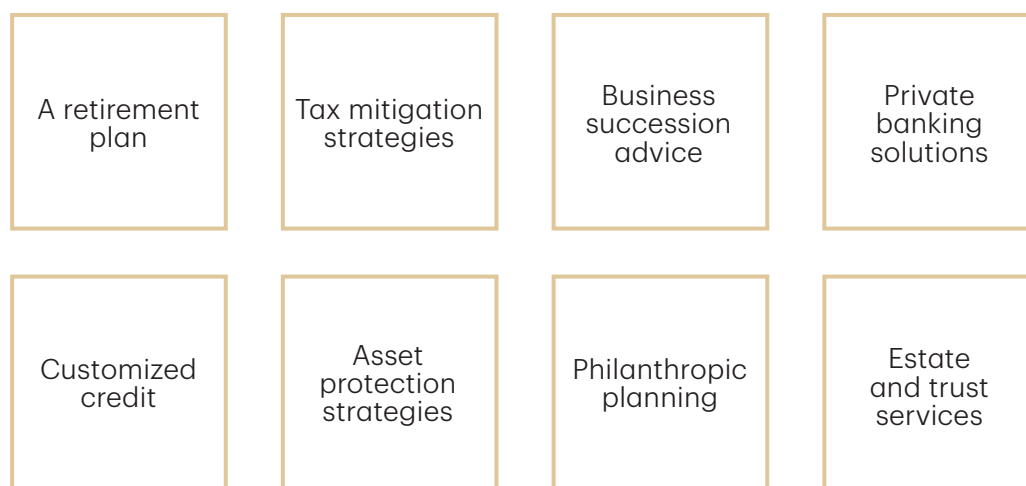 A retirement
plan
Tax mitigation
strategies
Business
succession
advice
Private
banking
solutions
Customized
credit
Asset
protection
strategies
Philanthropic
planning
Estate
and trust
services